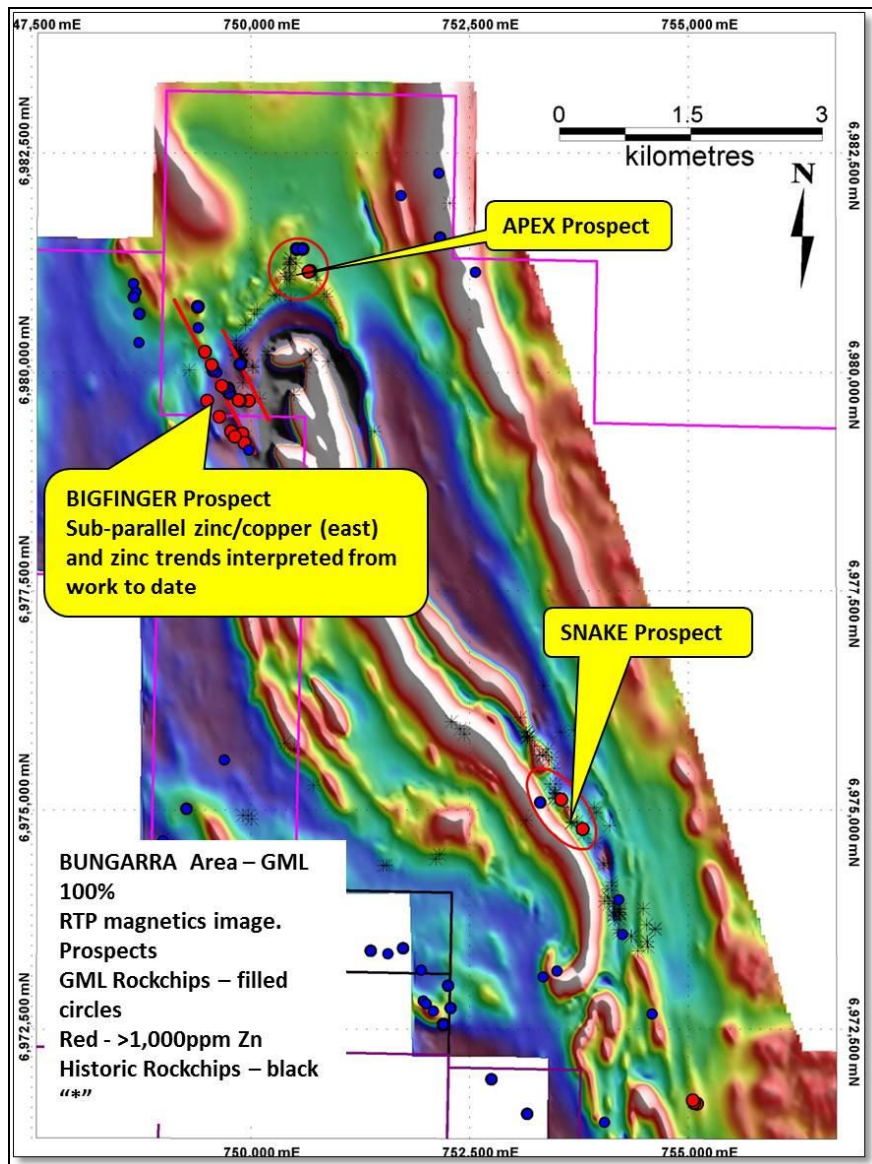 47,500 mE
750,000 mE
752,500 mE
755,000 mE
0
1.5
3
kilometres
N
6,982,500 mN
6,982,500 mN
APEX Prospect
6,980,000 mN
6,980,000 mN
BIGFINGER Prospect
Sub-parallel zinc/copper (east)
and zinc trends interpreted from
work to date
6,977,500 mN
6,977,500 mN
SNAKE Prospect
6,975,000 mN
6,975,000 mN
BUNGARRA Area – GML
100%
RTP magnetics image.
Prospects
GML Rockchips – filled
circles
Red - >1,000ppm Zn
Historic Rockchips – black
“*”
6,972,500 mN
6,972,500 mN
750,000 mE
752,500 mE
755,000 mE